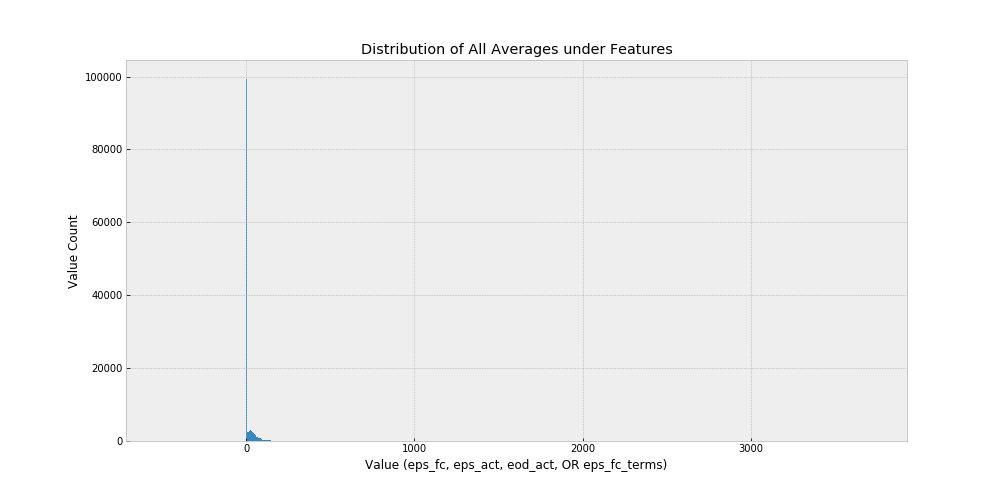 Distribution of All Averages under Features
100000
80000
60000
40000
20000
0
Value Count
0 1000 2000 3000
Value (eps_fc, eps_act, eod_act, OR eps_fc_terms)